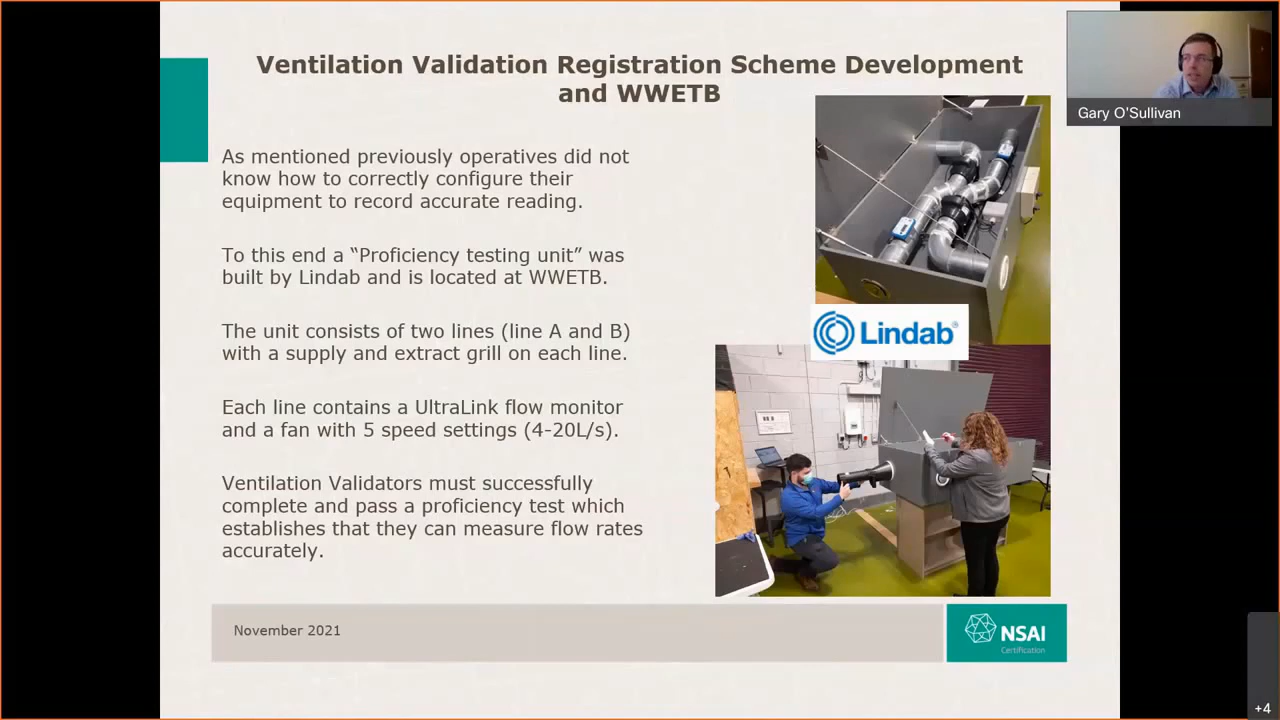 Ventilation Validation Registration Scheme Development
and WWETB
Gary O'Sullivan
As mentioned previously operatives did not
know how to correctly configure their
equipment to record accurate reading.
To this end a “Proficiency testing unit” was
built by Lindab and is located at WWETB.
The unit consists of two lines (line A and B)
with a supply and extract grill on each line.
Each line contains a UltraLink flow monitor
and a fan with 5 speed settings (4-20L/s).
Ventilation Validators must successfully
complete and pass a proficiency test which
establishes that they can measure flow rates
accurately.
Lindab®
November 2021
NSAI
Certification
+4